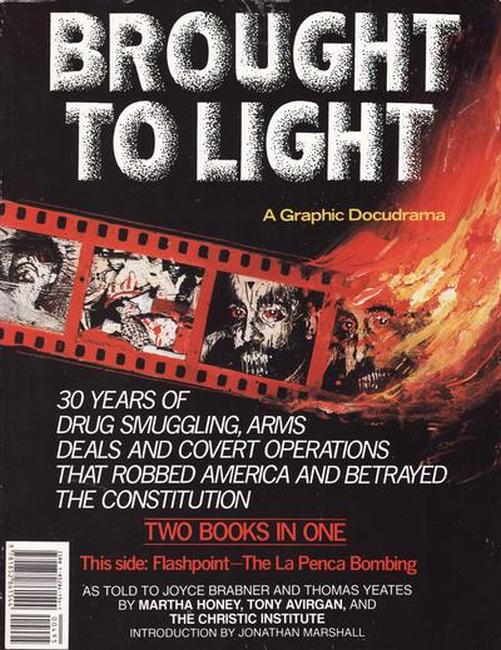 BROUGHT
TO LIGHT
A Graphic Docudrama
30 YEARS OF
DRUG SMUGGLING, ARMS
DEALS AND COVERT OPERATIONS
THAT ROBBED AMERICA AND BETRAYED
THE CONSTITUTION
TWO BOOKS IN ONE
This side: Flashpoint—The La Penca Bombing
AS TOLD TO JOYCE BRABNER AND THOMAS YEATES
BY MARTHA HONEY, TONY AVIRGAN, AND
THE CHRISTIC INSTITUTE
INTRODUCTION BY JONATHAN MARSHALL